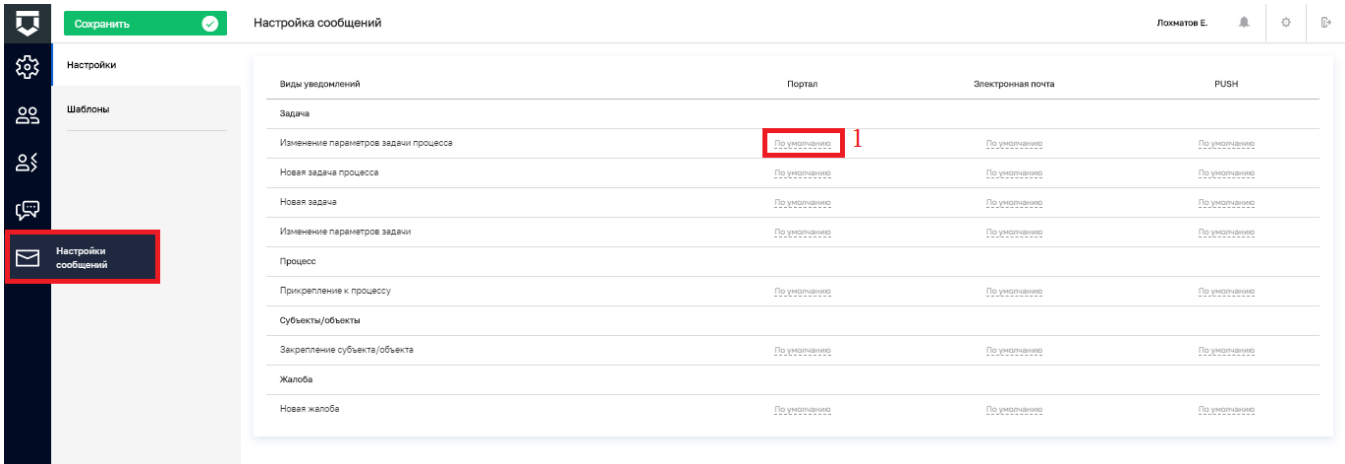 Сохранить
Настройка сообщений
Лохматов Е.
Настройки
Шаблоны
Настройки
сообщений
Виды уведомлений Портал Электронная почта PUSH
Задача
Изменение параметров задачи процесса По умолчанию 1 По умолчанию По умолчанию
Новая задача процесса По умолчанию По умолчанию По умолчанию
Новая задача По умолчанию По умолчанию По умолчанию
Изменение параметров задачи По умолчанию По умолчанию По умолчанию
Процесс
Прикрепление к процессу По умолчанию По умолчанию По умолчанию
Субъекты/объекты
Закрепление субъекта/объекта По умолчанию По умолчанию По умолчанию
Жалоба
Новая жалоба По умолчанию По умолчанию По умолчанию